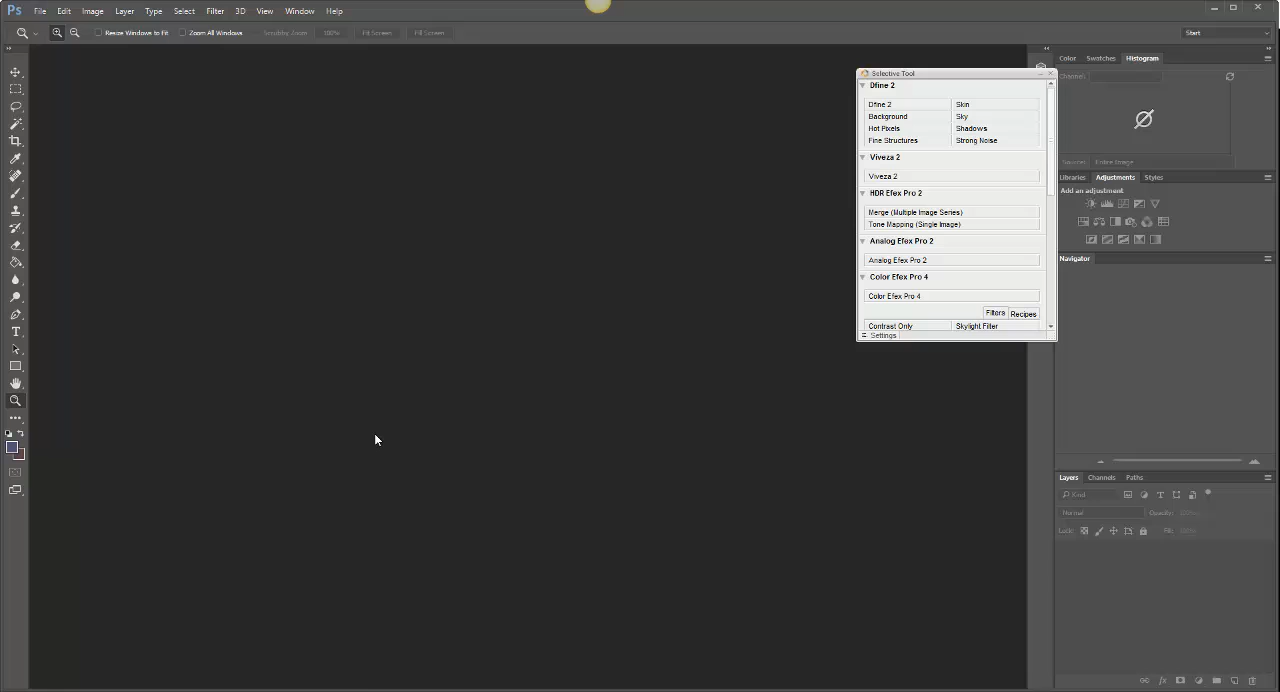 Ps File Edit Image Layer Type Select Filter 3D View Window Help
Resize Windows to Fit Zoom All Windows Scrubby Zoom 100% Fit Screen Fill Screen Start
Color Swatches Histogram
Channel:
Source: Entire Image
Libraries Adjustments Styles
Add an adjustment
Navigator
Layers Channels Paths
Kind
Normal Opacity:
Lock: Fill:
Selective Tool
Dfine 2
Dfine 2 Skin
Background Sky
Hot Pixels Shadows
Fine Structures Strong Noise
Viveza 2
Viveza 2
HDR Efex Pro 2
Merge (Multiple Image Series)
Tone Mapping (Single Image)
Analog Efex Pro 2
Analog Efex Pro 2
Color Efex Pro 4
Color Efex Pro 4
Filters Recipes
Contrast Only Skylight Filter
Settings